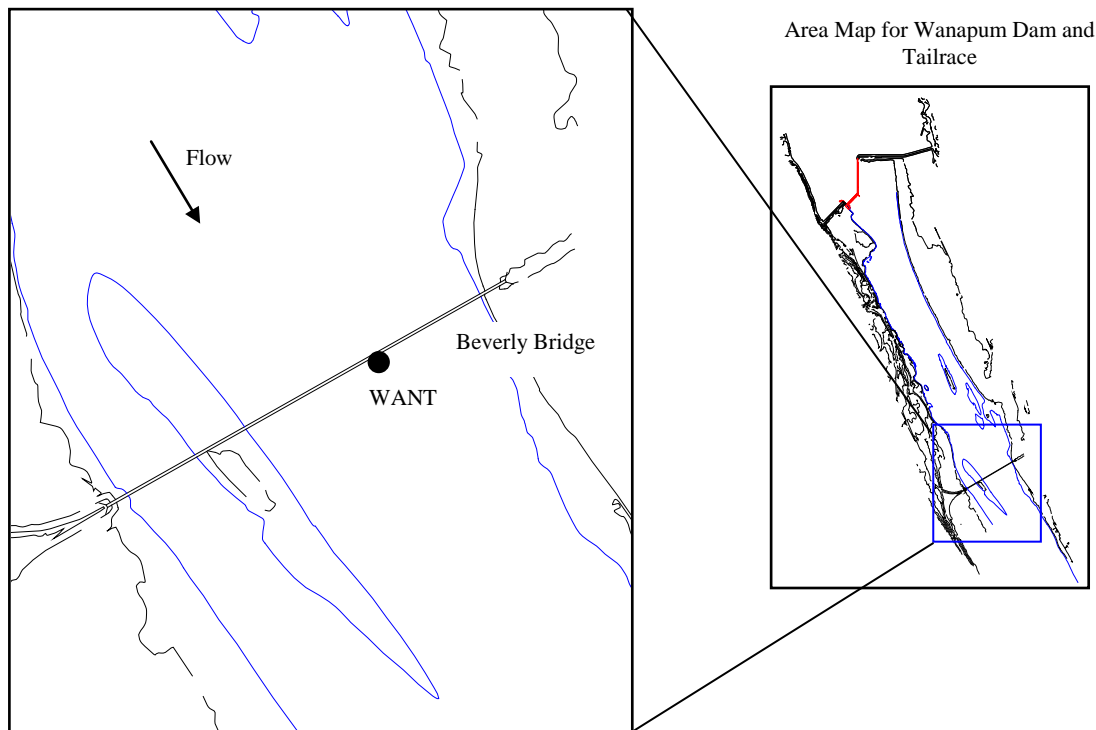 Area Map for Wanapum Dam and
Tailrace
Flow
Beverly Bridge
WANT